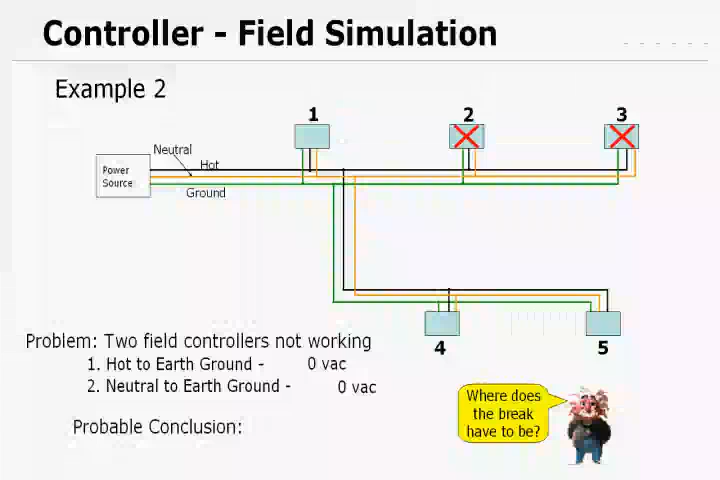 Controller - Field Simulation
Example 2
1
2
3
Neutral
Hot
Power
Source
Ground
Problem: Two field controllers not working
1. Hot to Earth Ground - 0 vac
2. Neutral to Earth Ground - 0 vac
4
5
Where does
the break
have to be?
Probable Conclusion: